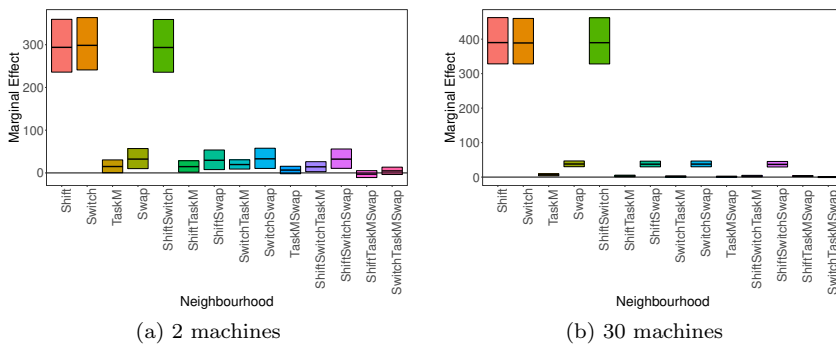 Marginal Effect
300
200
100
0
Shift
Switch
TaskM
Swap
ShiftSwitch
ShiftTaskM
ShiftSwap
SwitchTaskM
SwitchSwap
TaskMSwap
ShiftSwitchTaskM
ShiftSwitchSwap
ShiftTaskMSwap
SwitchTaskMSwap
Neighbourhood
(a) 2 machines
Marginal Effect
400
300
200
100
0
Shift
Switch
TaskM
Swap
ShiftSwitch
ShiftTaskM
ShiftSwap
SwitchTaskM
SwitchSwap
TaskMSwap
ShiftSwitchTaskM
ShiftSwitchSwap
ShiftTaskMSwap
SwitchTaskMSwap
Neighbourhood
(b) 30 machines